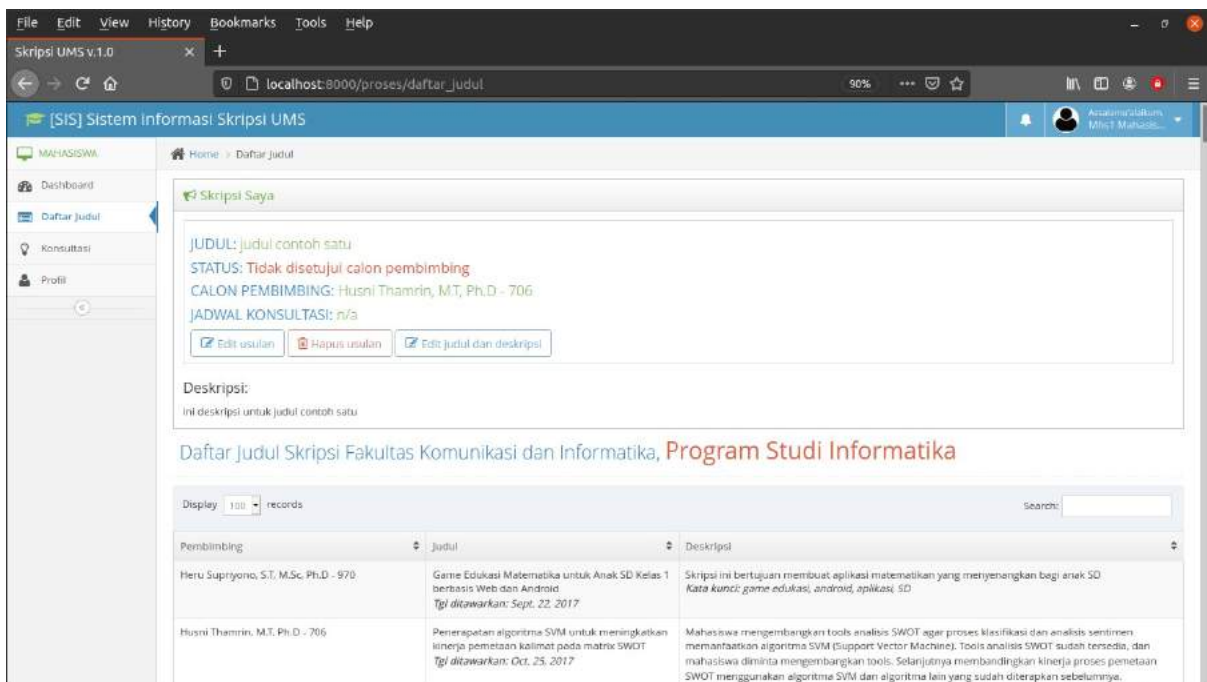 File Edit View History Bookmarks Tools Help
Skripsi UMS v.1.0
localhost:8000/proses/daftar_judul 90%
[SIS] Sistem Informasi Skripsi UMS
Assalamu'alaikum,
Mhs1 Mahasis...
MAHASISWA
Home > Daftar Judul
Dashboard
Daftar Judul
Konsultasi
Profil
Skripsi Saya
JUDUL: judul contoh satu
STATUS: Tidak disetujui calon pembimbing
CALON PEMBIMBING: Husni Thamrin, M.T, Ph.D - 706
JADWAL KONSULTASI: n/a
Edit usulan Hapus usulan Edit judul dan deskripsi
Deskripsi:
ini deskripsi untuk judul contoh satu
Daftar Judul Skripsi Fakultas Komunikasi dan Informatika, Program Studi Informatika
Display 100 records Search:
Pembimbing Judul Deskripsi
Heru Supriyono, S.T, M.Sc, Ph.D - 970
Game Edukasi Matematika untuk Anak SD Kelas 1
berbasis Web dan Android
Tgl ditawarkan: Sept. 22, 2017
Skripsi ini bertujuan membuat aplikasi matematikan yang menyenangkan bagi anak SD
Kata kunci: game edukasi, android, aplikasi, SD
Husni Thamrin, M.T, Ph.D - 706
Penerapatan algoritma SVM untuk meningkatkan
kinerja pemetaan kalimat pada matrix SWOT
Tgl ditawarkan: Oct. 25, 2017
Mahasiswa mengembangkan tools analisis SWOT agar proses klasifikasi dan analisis sentimen
memanfaatkan algoritma SVM (Support Vector Machine). Tools analisis SWOT sudah tersedia, dan
mahasiswa diminta mengembangkan tools. Selanjutnya membandingkan kinerja proses pemetaan
SWOT menggunakan algoritma SVM dan algoritma lain yang sudah diterapkan sebelumnya.